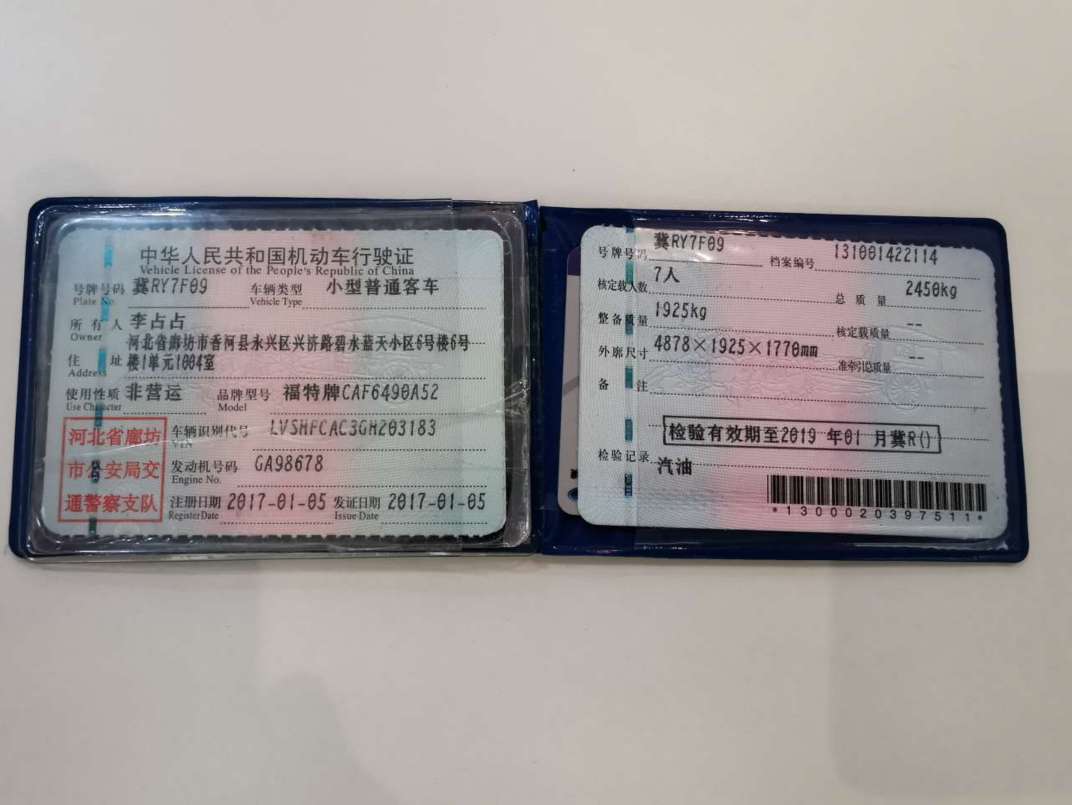 中华人民共和国机动车行驶证
Vehicle License of the People's Republic of China
号牌号码 冀RY7F09 车辆类型 小型普通客车
Plate No. Vehicle Type
所有人 李占占
Owner
河北省廊坊市香河县永兴区兴济路碧水蓝天小区6号楼6号
住址 楼1单元1004室
Address
使用性质 非营运 品牌型号 福特牌CAF6490A52
Use Character Model
河北省廊坊
市公安局交
通警察支队
车辆识别代号 LVSHFCAC3GH203183
VIN
发动机号码 GA98678
Engine No.
注册日期 2017-01-05 发证日期 2017-01-05
Register Date Issue Date
号牌号码 冀RY7F09 档案编号 131001422114
核定载人数 7人 总质量 2450kg
整备质量 1925kg 核定载质量 --
外廓尺寸 4878×1925×1770mm 准牵引总质量 --
备注
检验有效期至2019 年01 月冀R()
检验记录 汽油
*1300020397511*